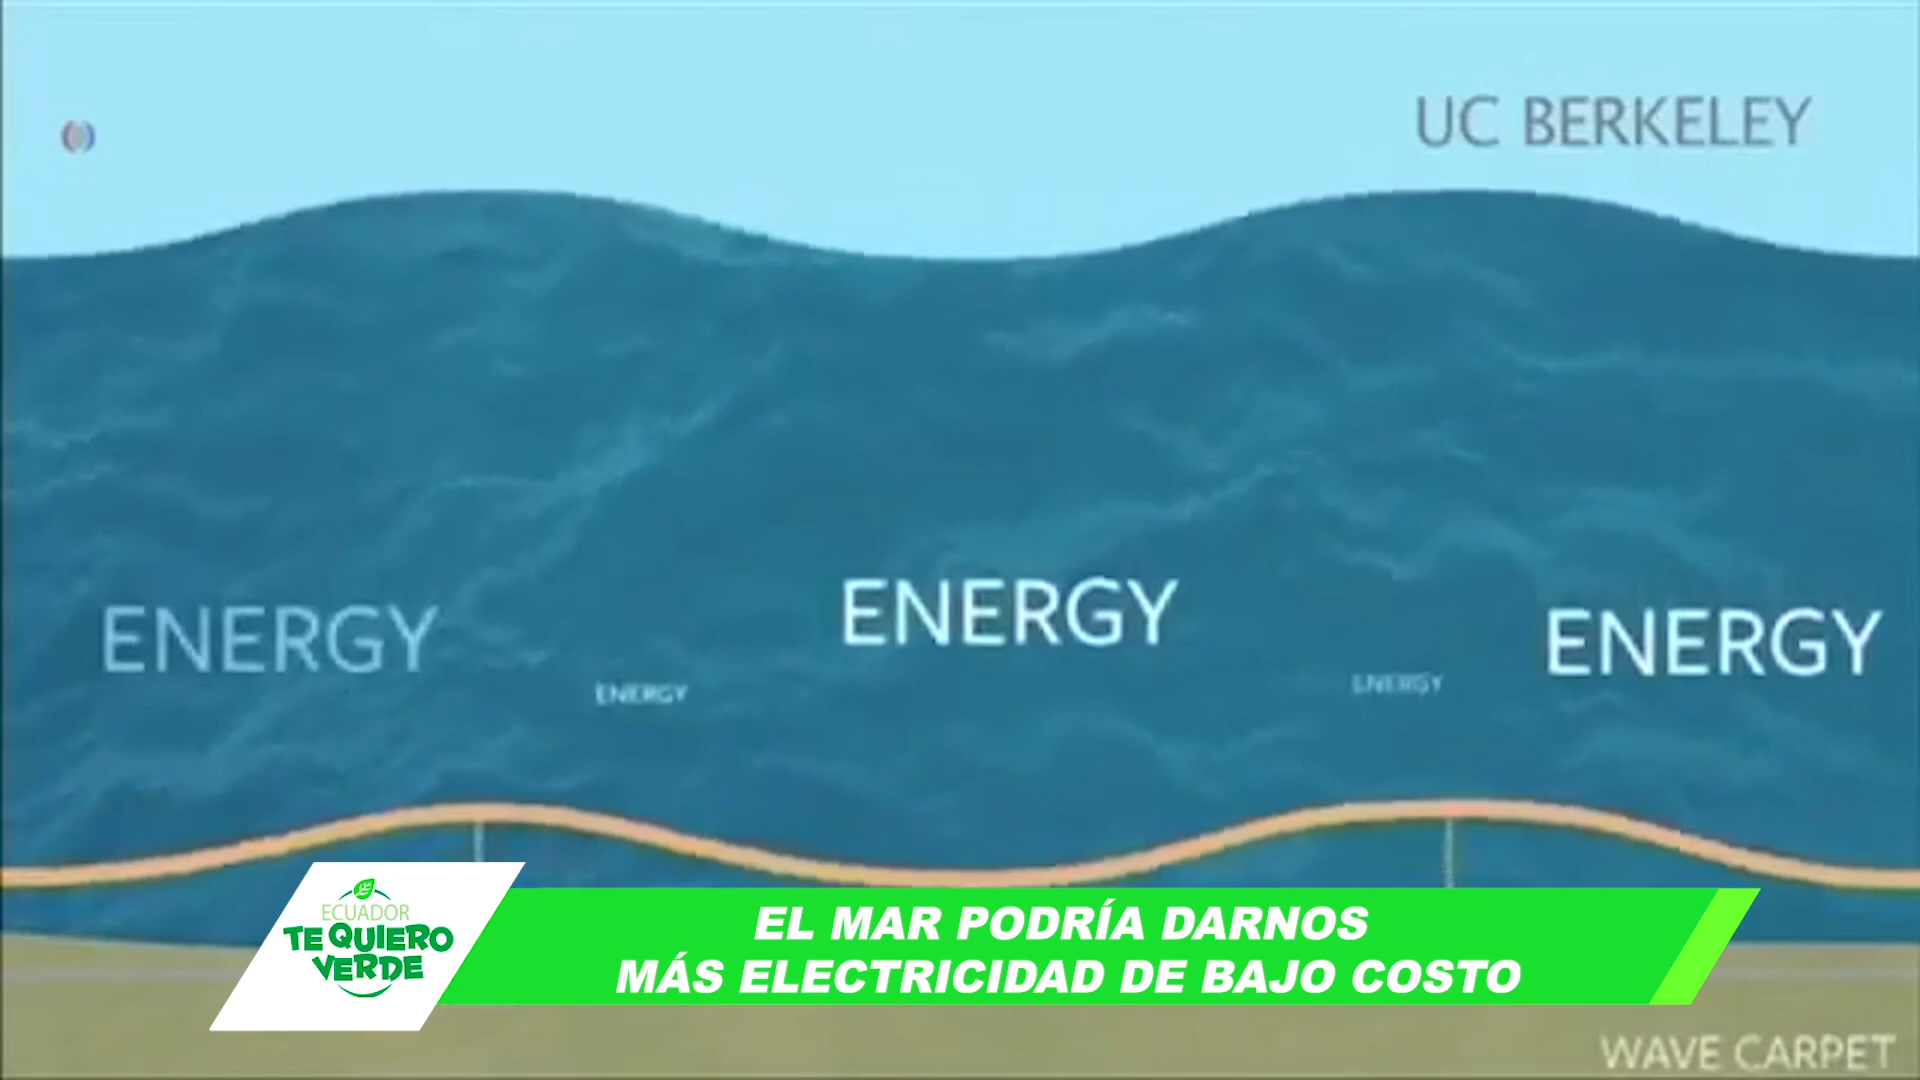 UC BERKELEY
ENERGY
ENERGY
ENERGY
ENERGY
ENERGY
ECUADOR
TE QUIERO
VERDE
EL MAR PODRÍA DARNOS
MÁS ELECTRICIDAD DE BAJO COSTO
WAVE CARPET